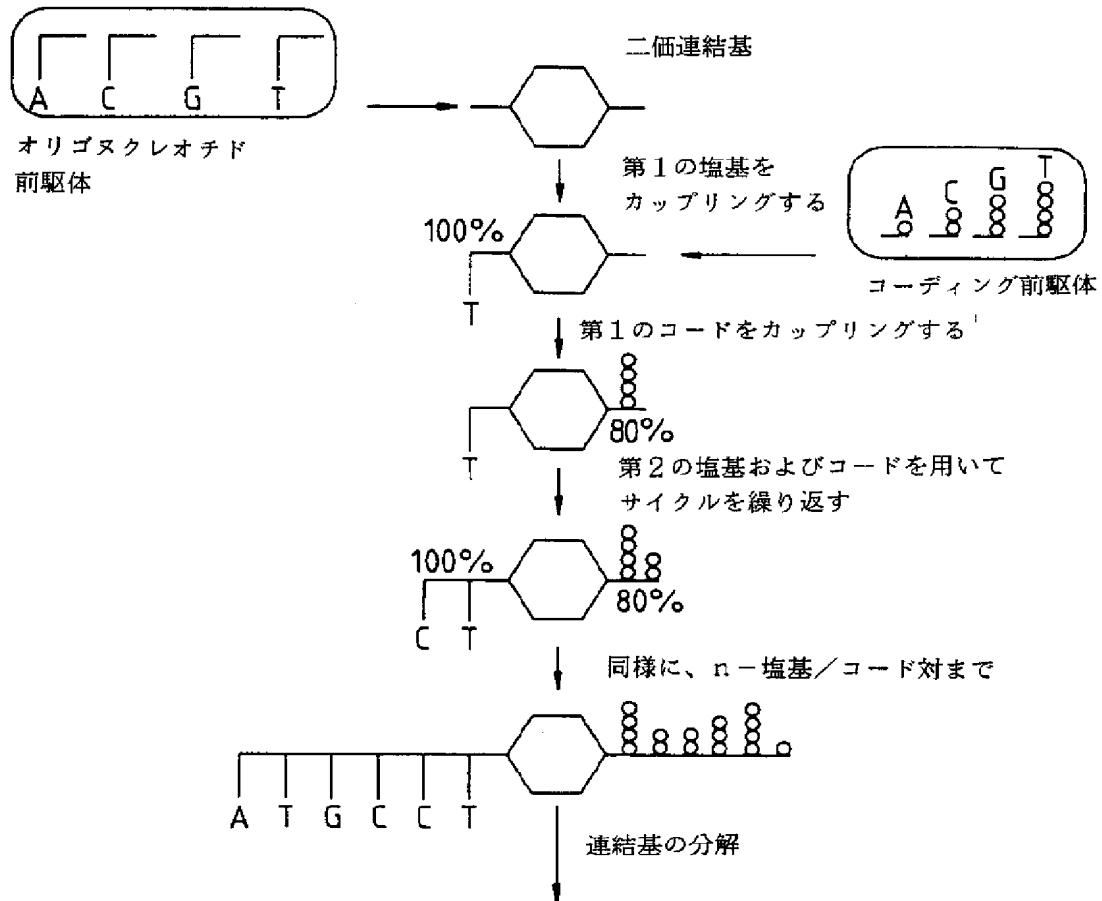 A C G T
オリゴヌクレオチド
前駆体
二価連結基
第1の塩基を
カップリングする
A C G T
コーディング前駆体
100%
T
第1のコードをカップリングする
T
80%
第2の塩基およびコードを用いて
サイクルを繰り返す
100%
C T
80%
同様に、n-塩基/コード対まで
A T G C C T
連結基の分解